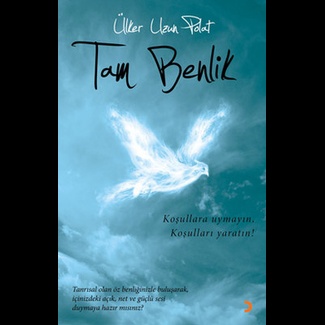 Ülker Uzun Polat
Tam Benlik
Koşullara uymayın.
Koşulları yaratın!
Tanrısal olan öz benliğinizle buluşarak,
içinizdeki açık, net ve güçlü sesi
duymaya hazır mısınız?